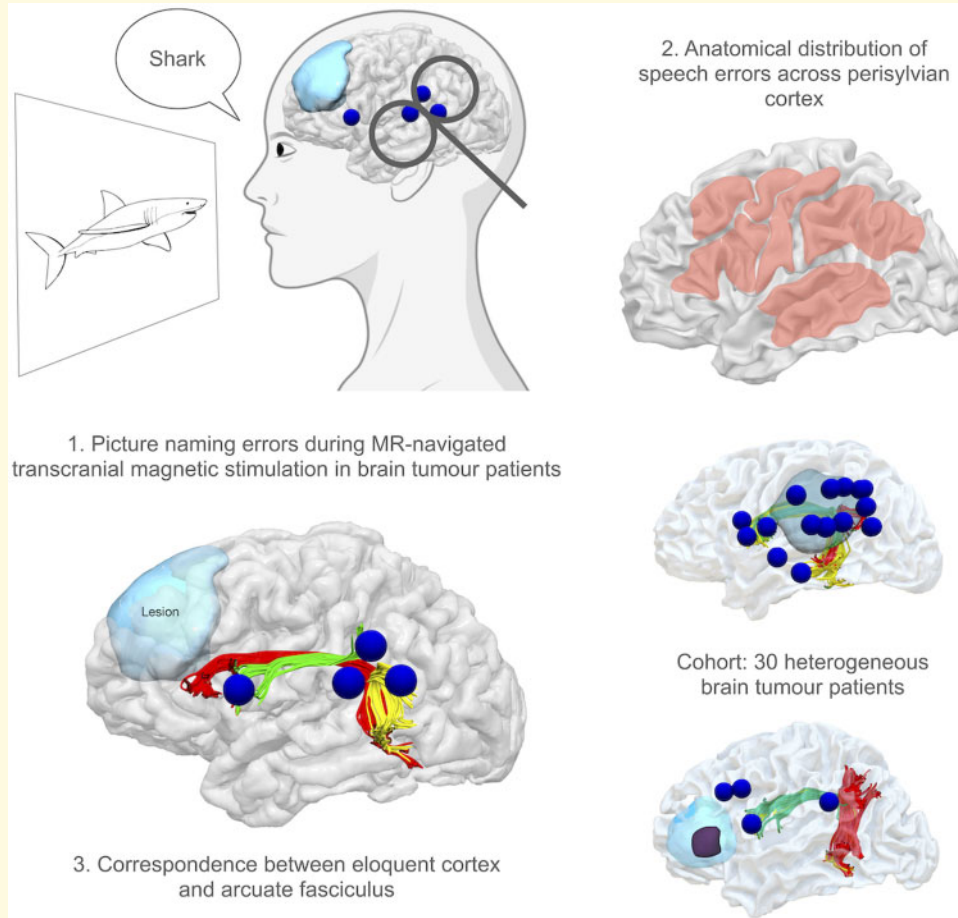 Shark
2. Anatomical distribution of
speech errors across perisylvian
cortex
1. Picture naming errors during MR-navigated
transcranial magnetic stimulation in brain tumour patients
Lesion
Cohort: 30 heterogeneous
brain tumour patients
3. Correspondence between eloquent cortex
and arcuate fasciculus